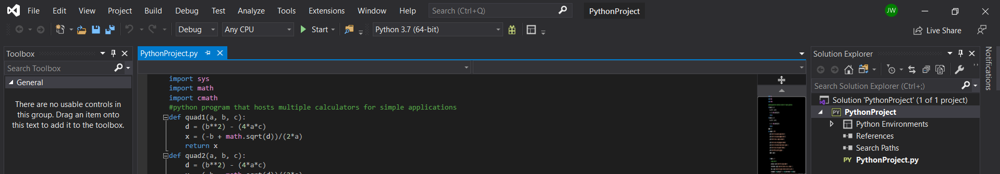 File Edit View Project Build Debug Test Analyze Tools Extensions Window Help Search (Ctrl+Q) PythonProject JW
Debug Any CPU Start Python 3.7 (64-bit) Live Share
Toolbox
Search Toolbox
General
There are no usable controls in
this group. Drag an item onto
this text to add it to the toolbox.
PythonProject.py
import sys
import math
import cmath
#python program that hosts multiple calculators for simple applications
def quad1(a, b, c):
d = (b**2) - (4*a*c)
x = (-b + math.sqrt(d))/(2*a)
return x
def quad2(a, b, c):
d = (b**2) - (4*a*c)
Solution Explorer
Search Solution Explorer (Ctrl+;)
Solution 'PythonProject' (1 of 1 project)
PY PythonProject
Python Environments
References
Search Paths
PY PythonProject.py
Notifications